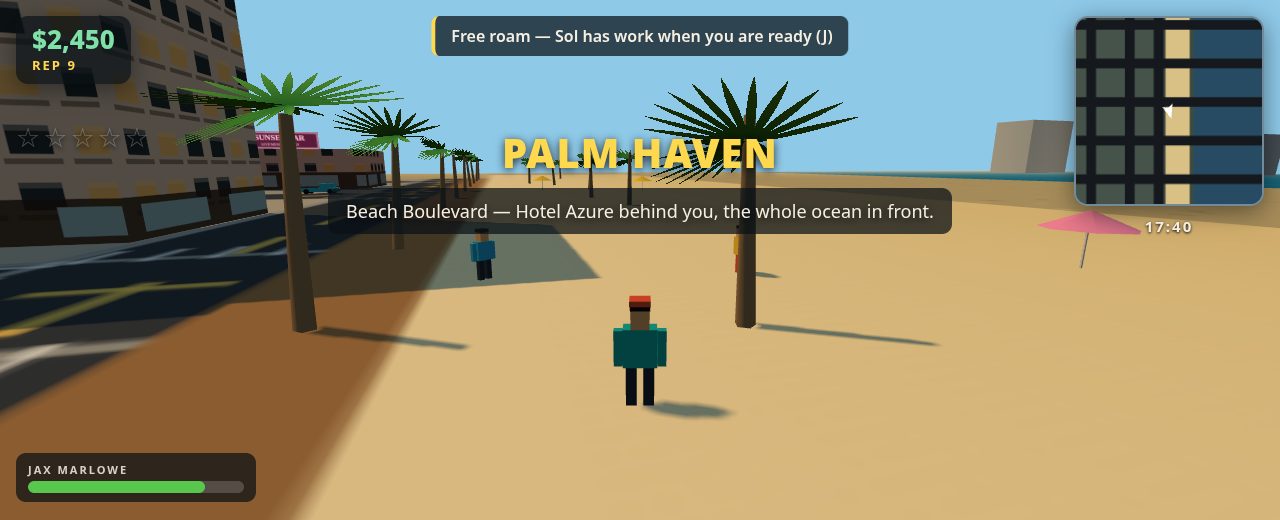 $2,450
REP 9
Free roam — Sol has work when you are ready (J)
PALM HAVEN
Beach Boulevard — Hotel Azure behind you, the whole ocean in front.
17:40
JAX MARLOWE